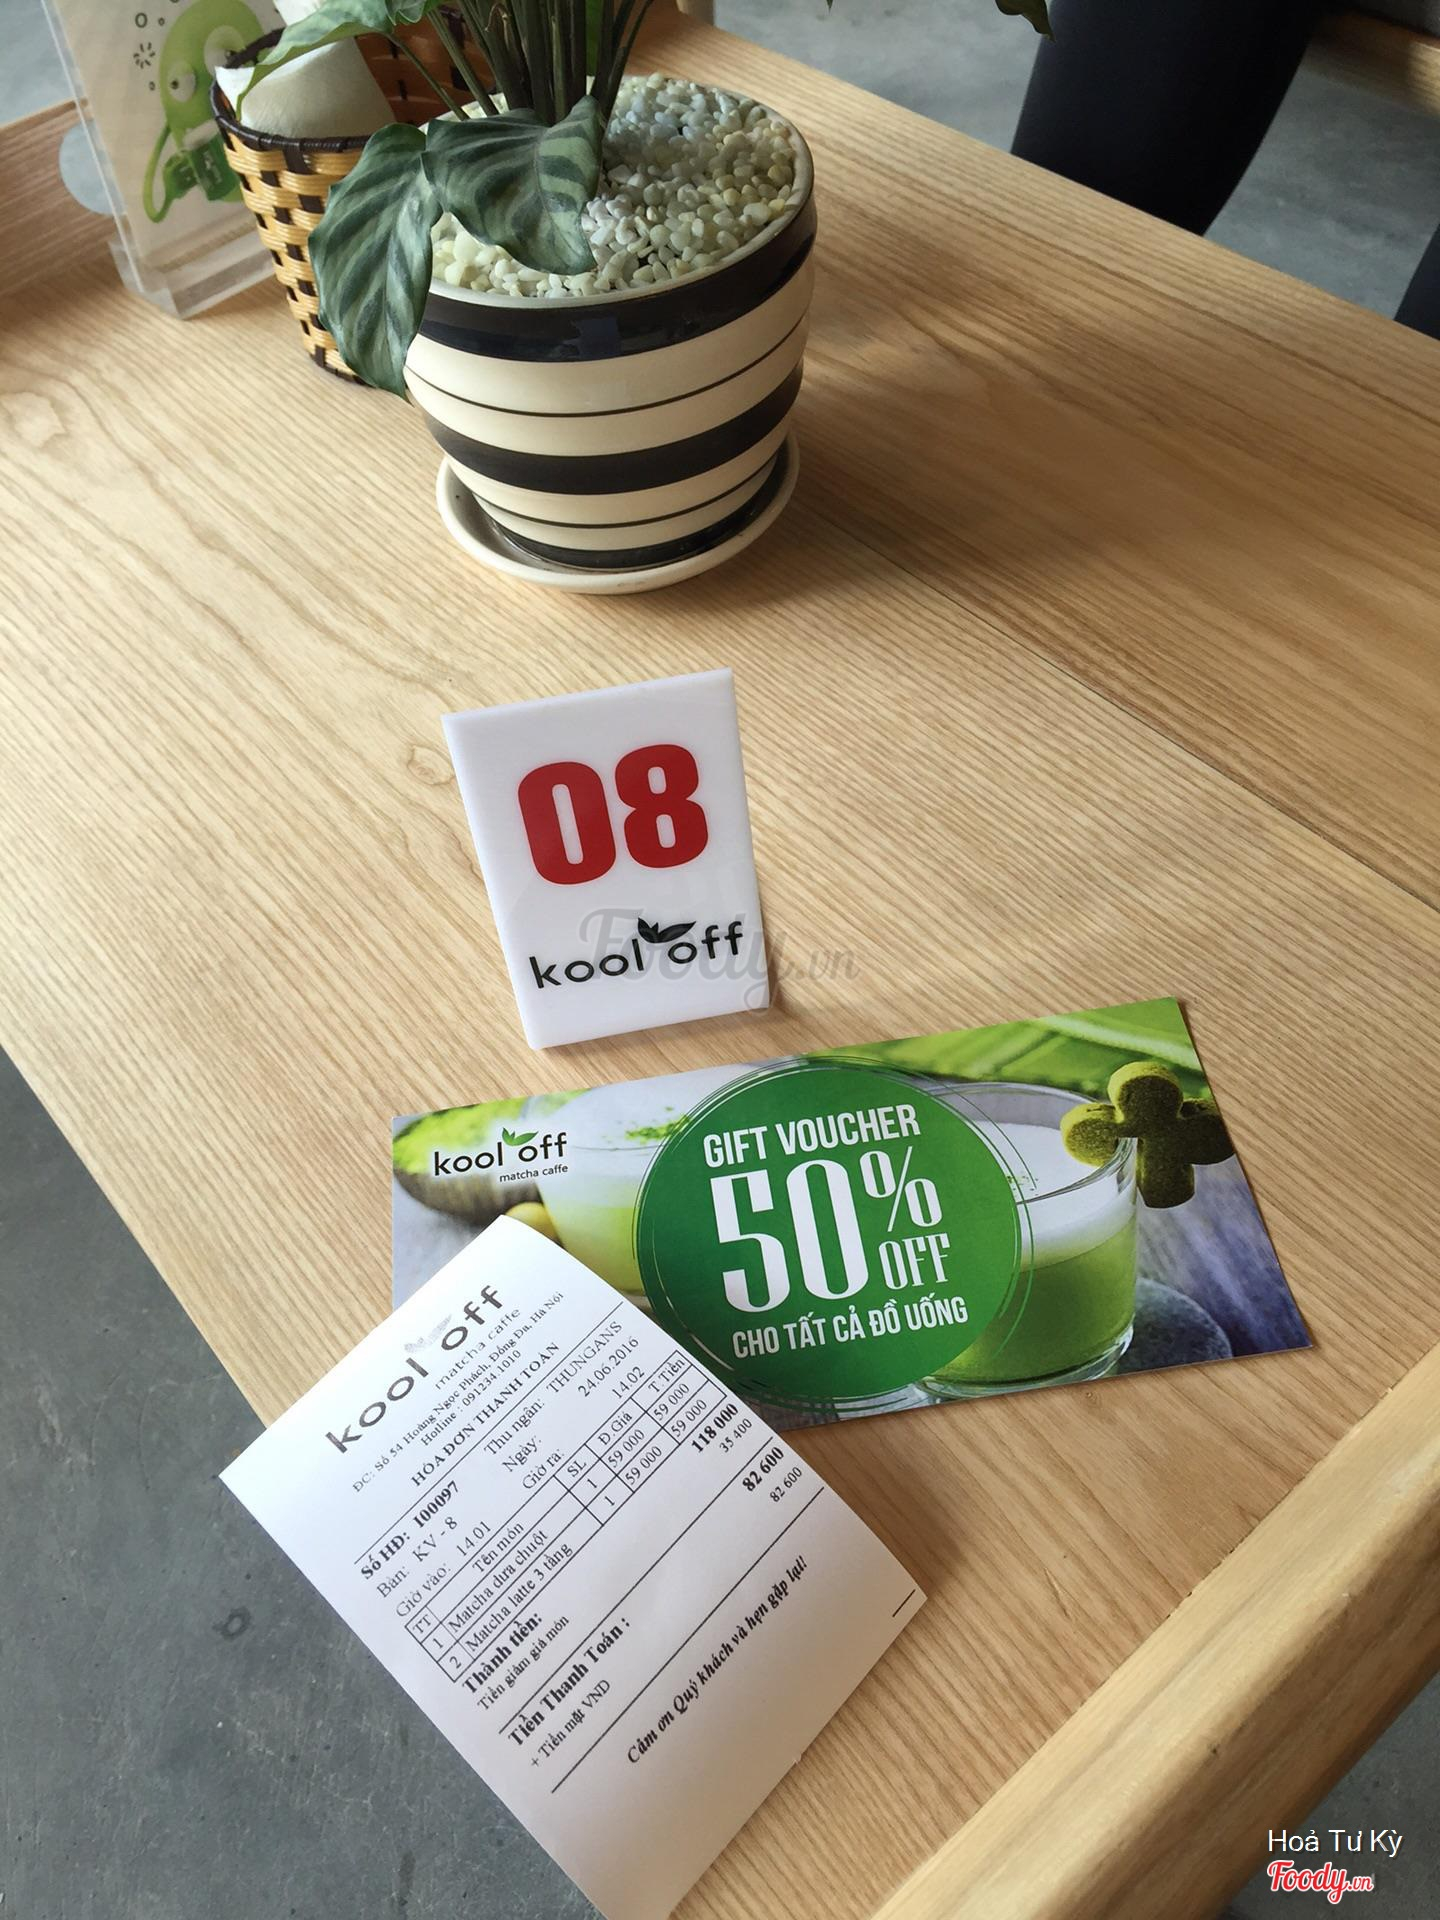 08
kool off
Foody.vn
kool off
matcha caffe
GIFT VOUCHER
50%
OFF
CHO TẤT CẢ ĐỒ UỐNG
kool off
matcha caffe
ĐC: Số 54 Hoàng Ngọc Phách, Đống Đa, Hà Nội
Hotline : 091234.1010
HÓA ĐƠN THANH TOÁN
Số HĐ: I00097 Thu ngân: THUNGANS
Bàn: KV - 8 Ngày: 24.06.2016
Giờ vào: 14:01 Giờ ra: 14:02
TT Tên món SL Đ.Giá T.Tiền
1 Matcha dưa chuột 1 59 000 59 000
2 Matcha latte 3 tầng 1 59 000 59 000
Thành tiền: 118 000
Tiền giảm giá món 35 400
Tiền Thanh Toán : 82 600
+ Tiền mặt VND 82 600
Cảm ơn Quý khách và hẹn gặp lại!
Hoả Tư Kỳ
Foody.vn